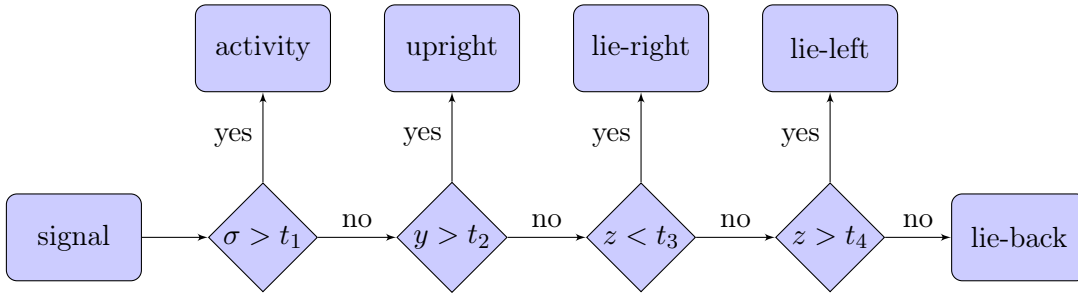 activity
upright
lie-right
lie-left
yes
yes
yes
yes
signal
σ > t₁
no
y > t₂
no
z < t₃
no
z > t₄
no
lie-back